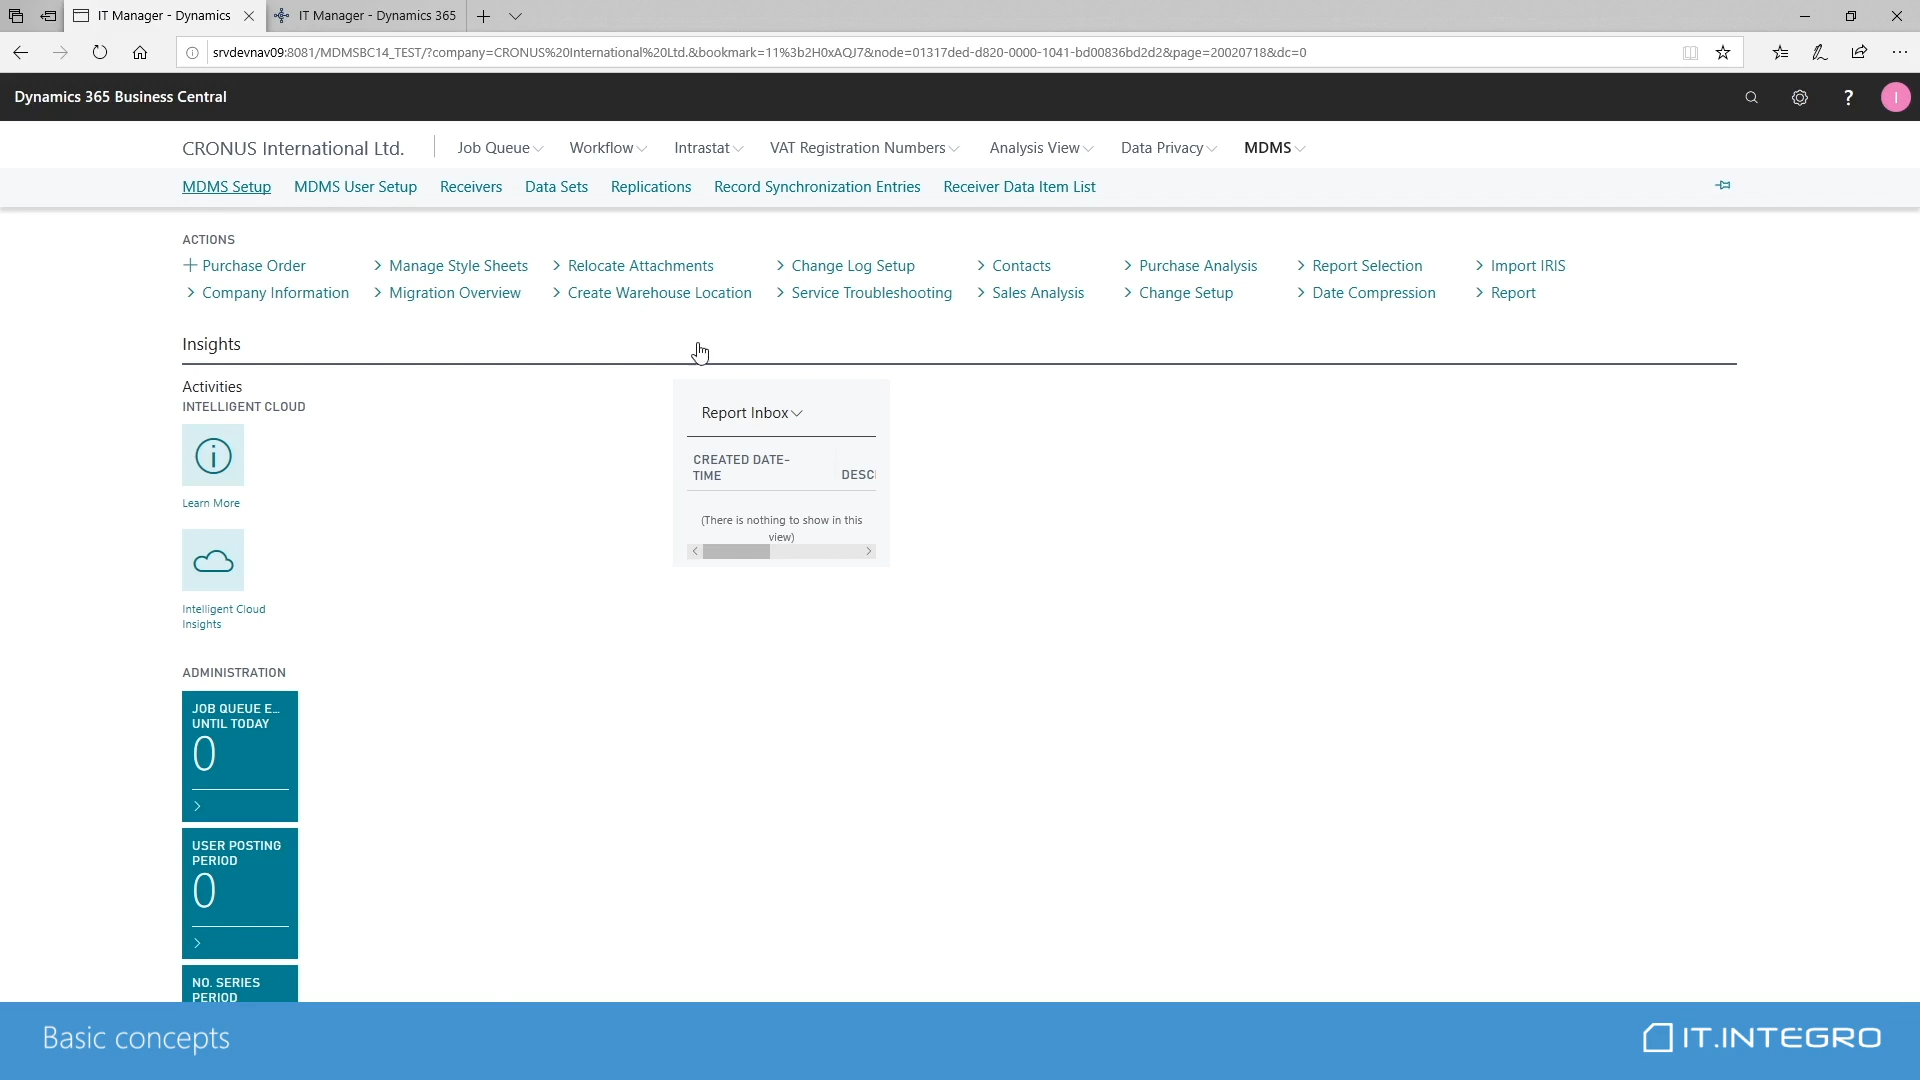 IT Manager - Dynamics
IT Manager - Dynamics 365
srvdevnav09:8081/MDMSBC14_TEST/?company=CRONUS%20International%20Ltd.&bookmark=11%3b2H0xAQJ7&node=01317ded-d820-0000-1041-bd00836bd2d2&page=20020718&dc=0
Dynamics 365 Business Central
?
I
CRONUS International Ltd.
Job Queue
Workflow
Intrastat
VAT Registration Numbers
Analysis View
Data Privacy
MDMS
MDMS Setup
MDMS User Setup
Receivers
Data Sets
Replications
Record Synchronization Entries
Receiver Data Item List
ACTIONS
Purchase Order
Manage Style Sheets
Relocate Attachments
Change Log Setup
Contacts
Purchase Analysis
Report Selection
Import IRIS
Company Information
Migration Overview
Create Warehouse Location
Service Troubleshooting
Sales Analysis
Change Setup
Date Compression
Report
Insights
Activities
INTELLIGENT CLOUD
Learn More
Intelligent Cloud
Insights
Report Inbox
CREATED DATE-
TIME
DESC
(There is nothing to show in this
view)
ADMINISTRATION
JOB QUEUE E...
UNTIL TODAY
0
USER POSTING
PERIOD
0
NO. SERIES
PERIOD
Basic concepts
IT.INTEGRO